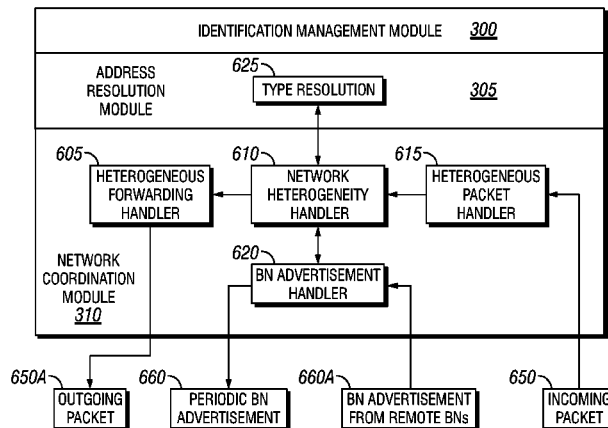 IDENTIFICATION MANAGEMENT MODULE 300
ADDRESS
RESOLUTION
MODULE
625
TYPE RESOLUTION
305
605
HETEROGENEOUS
FORWARDING
HANDLER
610
NETWORK
HETEROGENEITY
HANDLER
615
HETEROGENEOUS
PACKET
HANDLER
620
BN ADVERTISEMENT
HANDLER
NETWORK
COORDINATION
MODULE
310
650A
OUTGOING
PACKET
660
PERIODIC BN
ADVERTISEMENT
660A
BN ADVERTISEMENT
FROM REMOTE BNs
650
INCOMING
PACKET